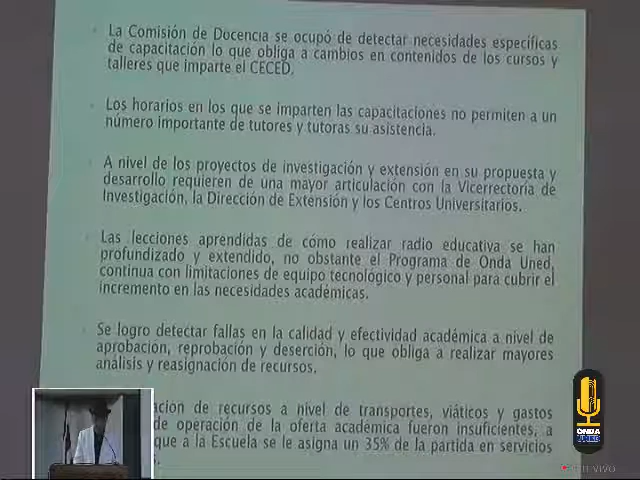 La Comisión de Docencia se ocupó de detectar necesidades específicas
de capacitación lo que obliga a cambios en contenidos de los cursos y
talleres que imparte el CECED.
Los horarios en los que se imparten las capacitaciones no permiten a un
número importante de tutores y tutoras su asistencia.
A nivel de los proyectos de investigación y extensión en su propuesta y
desarrollo requieren de una mayor articulación con la Vicerrectoría de
Investigación, la Dirección de Extensión y los Centros Universitarios.
Las lecciones aprendidas de cómo realizar radio educativa se han
profundizado y extendido, no obstante el Programa de Onda Uned,
continua con limitaciones de equipo tecnológico y personal para cubrir el
incremento en las necesidades académicas.
Se logro detectar fallas en la calidad y efectividad académica a nivel de
aprobación, reprobación y deserción, lo que obliga a realizar mayores
análisis y reasignación de recursos.
ación de recursos a nivel de transportes, viáticos y gastos
de operación de la oferta académica fueron insuficientes, a
que a la Escuela se le asigna un 35% de la partida en servicios
ONDA
UNED
EN VIVO